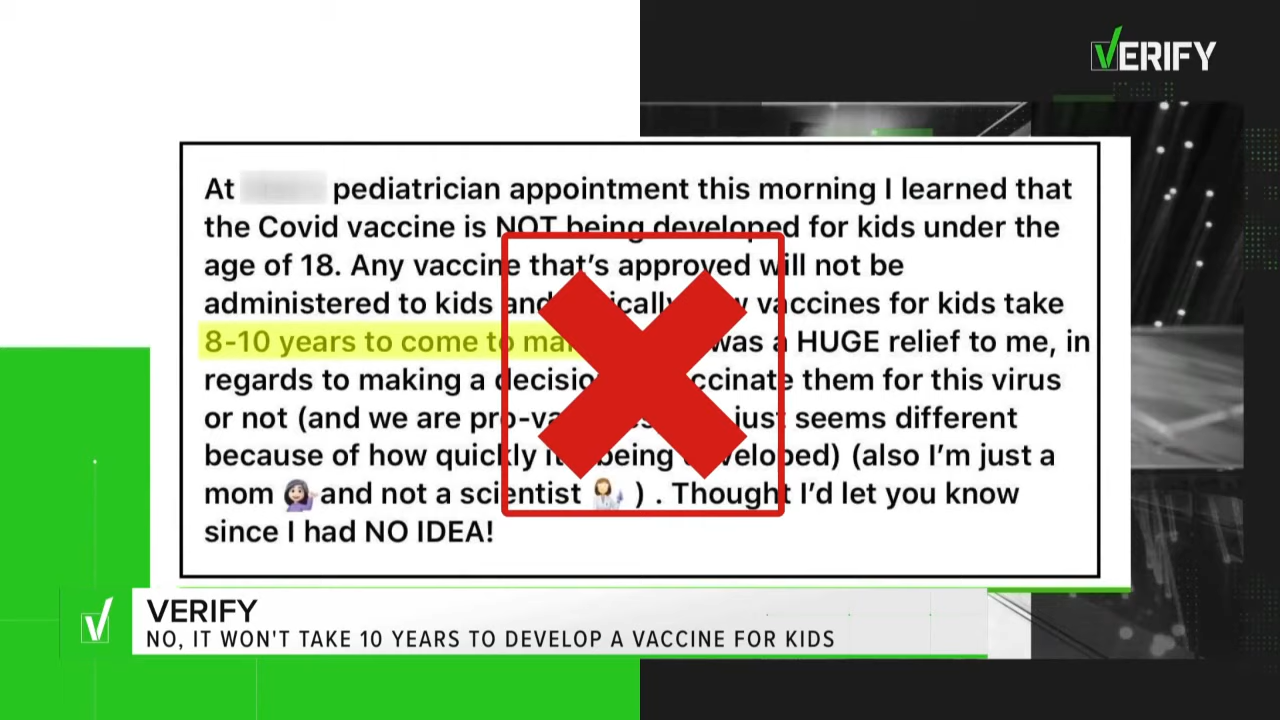 VERIFY
At pediatrician appointment this morning I learned that
the Covid vaccine is NOT being developed for kids under the
age of 18. Any vaccine that's approved will not be
administered to kids and vaccines for kids take
8-10 years to come to was a HUGE relief to me, in
regards to making a decision them for this virus
or not (and we are just seems different
because of how quickly being developed) (also I'm just a
mom 🤷🏻‍♀️ and not a scientist 👩🏻‍🔬 ) . Thought I'd let you know
since I had NO IDEA!
VERIFY
NO, IT WON'T TAKE 10 YEARS TO DEVELOP A VACCINE FOR KIDS